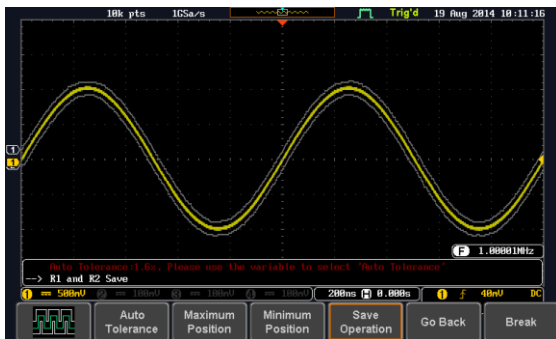 10k pts 1GSa/s Trig'd 19 Aug 2014 10:11:16
1
1
F 1.00001MHz
Auto Tolerance:1.6%, Please use the variable to select 'Auto Tolerance'
--> R1 and R2 Save
1 500mV 2 100mV 3 100mV 4 100mV 200ns H 0.000s 1 40mV DC
Auto Tolerance
Maximum Position
Minimum Position
Save Operation
Go Back
Break